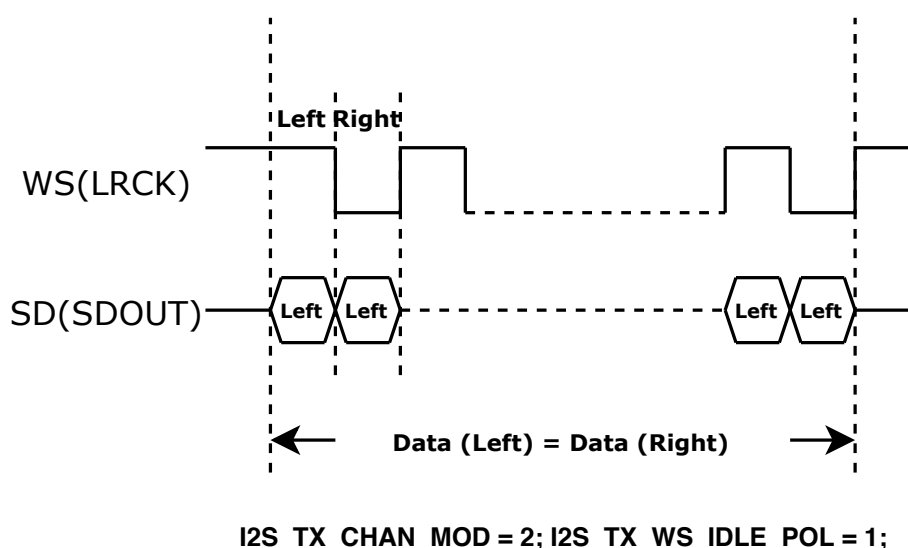 Left Right
WS(LRCK)
SD(SDOUT) Left Left Left Left
Data (Left) = Data (Right)
I2S_TX_CHAN_MOD = 2; I2S_TX_WS_IDLE_POL = 1;